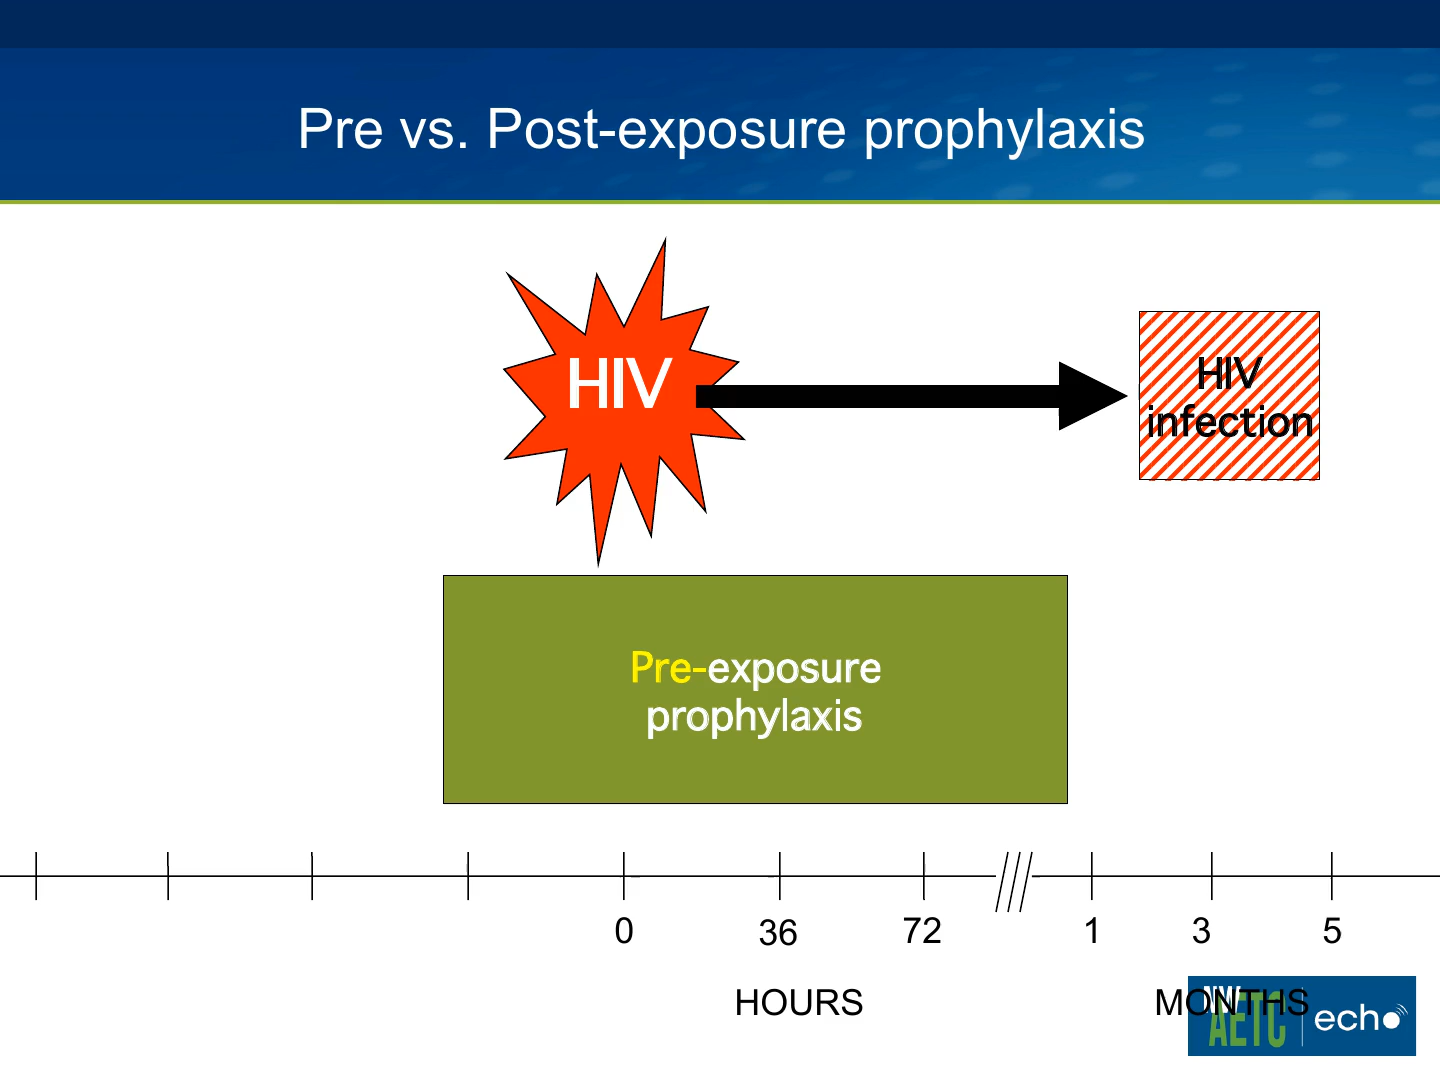 Pre vs. Post-exposure prophylaxis
HIV
HIV
infection
Pre-exposure
prophylaxis
0 36 72 1 3 5
HOURS MONTHS
NW
AETC echo